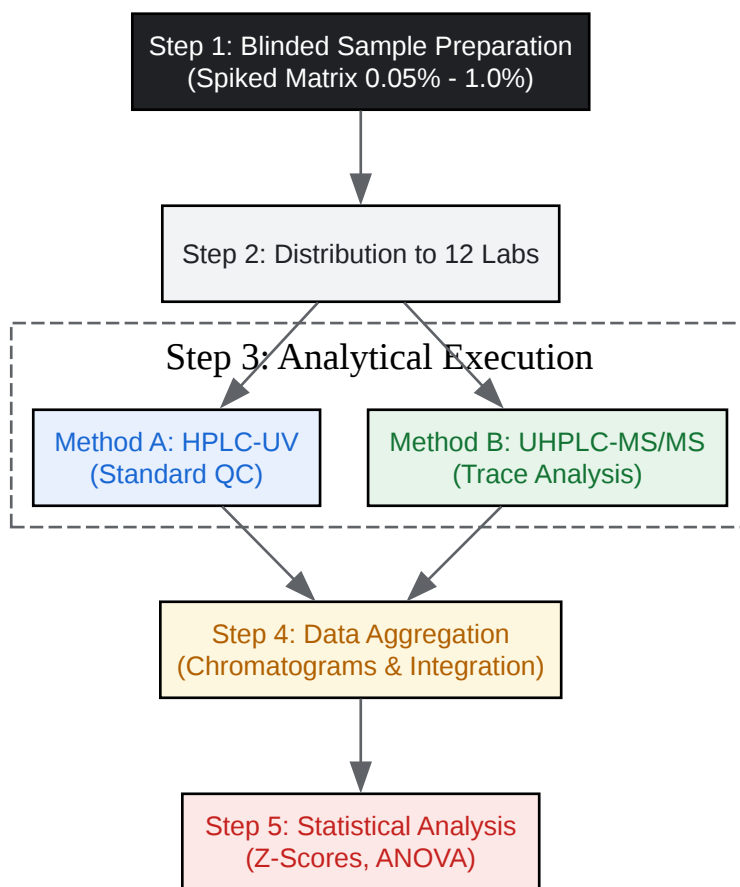 Step 1: Blinded Sample Preparation
(Spiked Matrix 0.05% - 1.0%)
Step 2: Distribution to 12 Labs
Step 3: Analytical Execution
Method A: HPLC-UV
(Standard QC)
Method B: UHPLC-MS/MS
(Trace Analysis)
Step 4: Data Aggregation
(Chromatograms & Integration)
Step 5: Statistical Analysis
(Z-Scores, ANOVA)